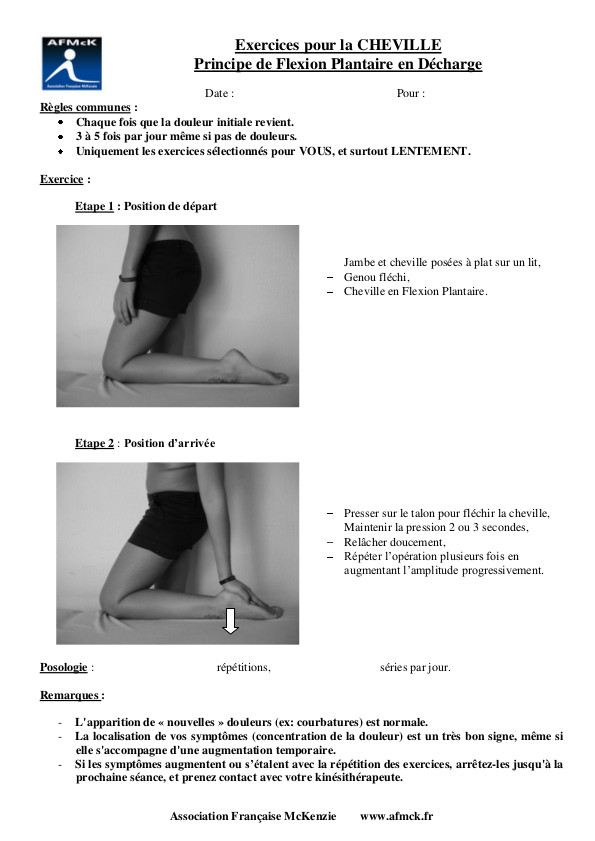 AFMcK
Association Française McKenzie
Exercices pour la CHEVILLE
Principe de Flexion Plantaire en Décharge
Date : Pour :
Règles communes :
• Chaque fois que la douleur initiale revient.
• 3 à 5 fois par jour même si pas de douleurs.
• Uniquement les exercices sélectionnés pour VOUS, et surtout LENTEMENT.
Exercice :
Etape 1 : Position de départ
Jambe et cheville posées à plat sur un lit,
– Genou fléchi,
– Cheville en Flexion Plantaire.
Etape 2 : Position d’arrivée
– Presser sur le talon pour fléchir la cheville,
Maintenir la pression 2 ou 3 secondes,
– Relâcher doucement,
– Répéter l’opération plusieurs fois en
augmentant l’amplitude progressivement.
Posologie : répétitions, séries par jour.
Remarques :
- L'apparition de « nouvelles » douleurs (ex: courbatures) est normale.
- La localisation de vos symptômes (concentration de la douleur) est un très bon signe, même si
elle s'accompagne d'une augmentation temporaire.
- Si les symptômes augmentent ou s’étalent avec la répétition des exercices, arrêtez-les jusqu'à la
prochaine séance, et prenez contact avec votre kinésithérapeute.
Association Française McKenzie www.afmck.fr